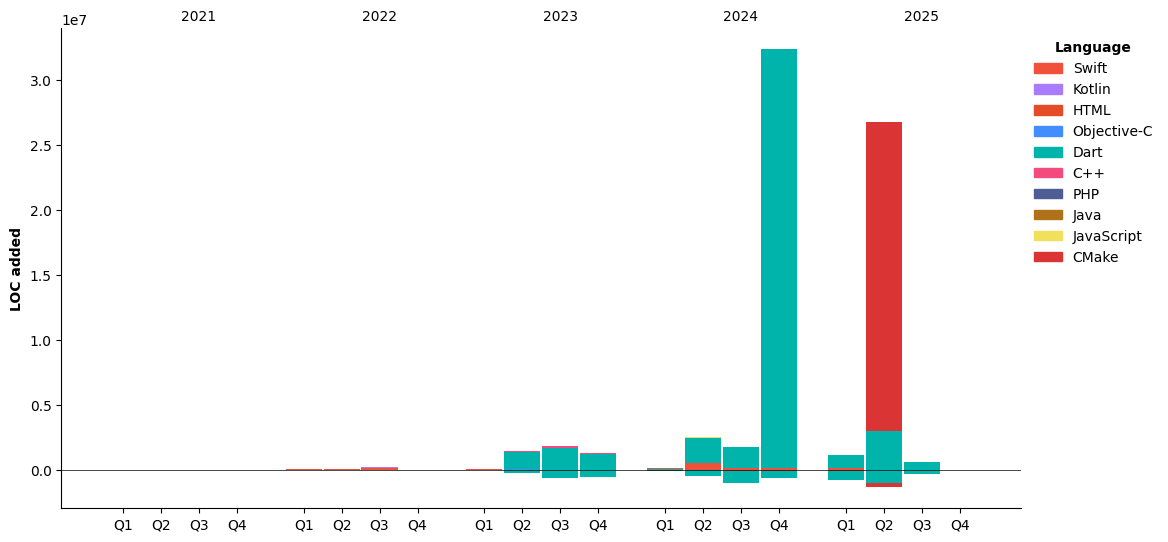 2021 2022 2023 2024 2025
1e7
Language
Swift
Kotlin
HTML
Objective-C
Dart
C++
PHP
Java
JavaScript
CMake
LOC added
3.0
2.5
2.0
1.5
1.0
0.5
0.0
Q1 Q2 Q3 Q4 Q1 Q2 Q3 Q4 Q1 Q2 Q3 Q4 Q1 Q2 Q3 Q4 Q1 Q2 Q3 Q4